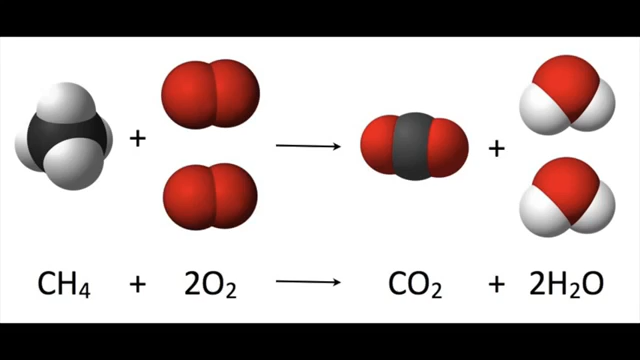 + → +
CH₄ + 2O₂ → CO₂ + 2H₂O